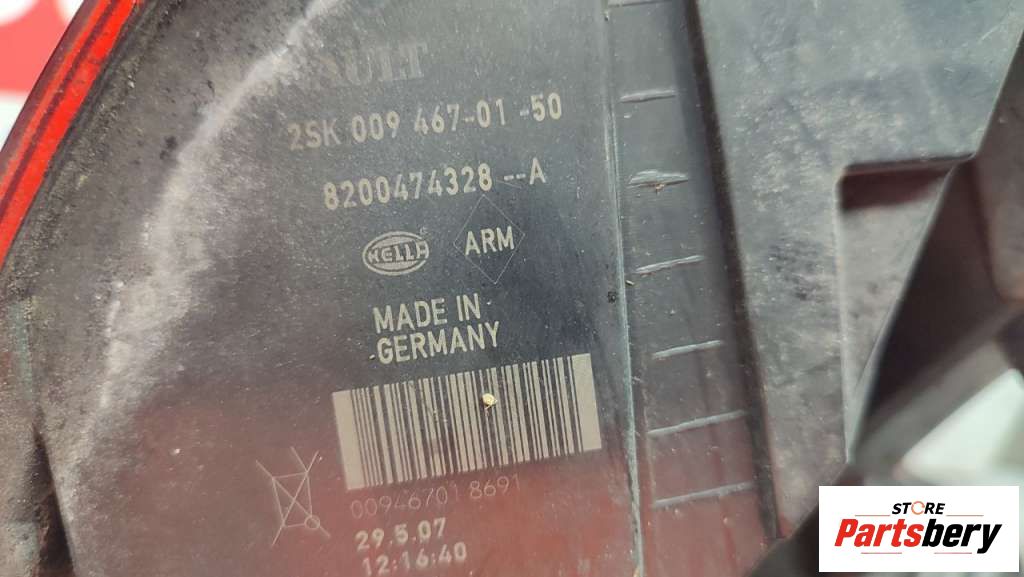 2SK 009 467-01 -50
8200474328 --A
HELLA
®
ARM
MADE IN
GERMANY
00946701 8691
29.5.07
12:16:40
STORE
Partsbery